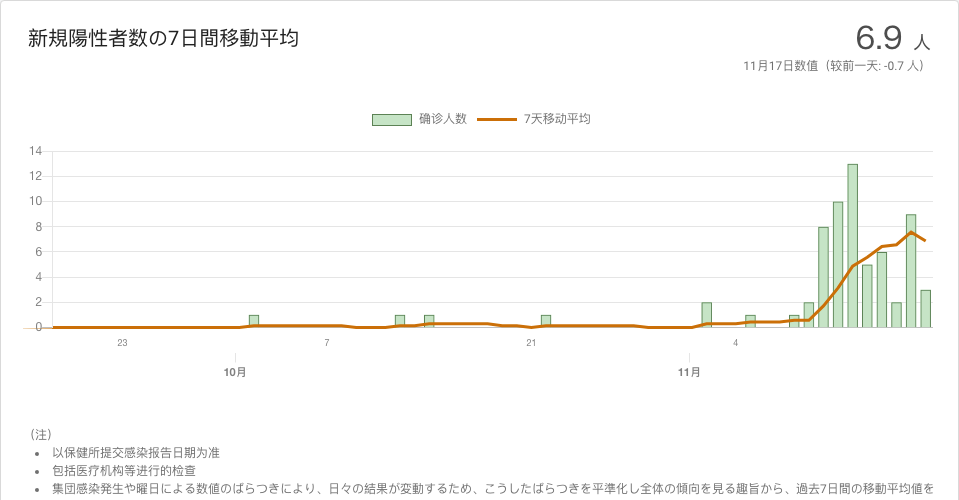 新規陽性者数の7日間移動平均
6.9 人
11月17日数值（较前一天: -0.7 人）
确诊人数 7天移动平均
14
12
10
8
6
4
2
0
23 7 21 4
10月 11月
（注）
• 以保健所提交感染报告日期为准
• 包括医疗机构等进行的检查
• 集団感染発生や曜日による数値のばらつきにより、日々の結果が変動するため、こうしたばらつきを平準化し全体の傾向を見る趣旨から、過去7日間の移動平均値を